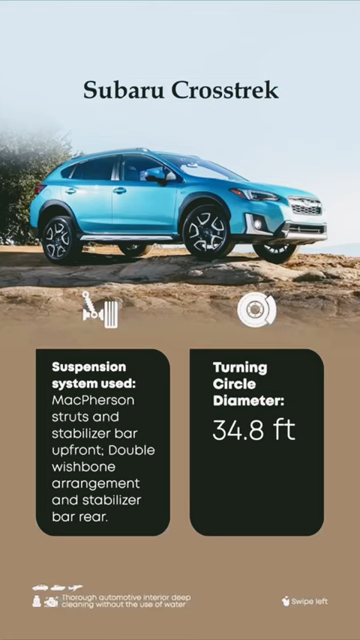 Subaru Crosstrek
Suspension
system used:
MacPherson
struts and
stabilizer bar
upfront; Double
wishbone
arrangement
and stabilizer
bar rear.
Turning
Circle
Diameter:
34.8 ft
Thorough automotive interior deep
cleaning without the use of water
Swipe left